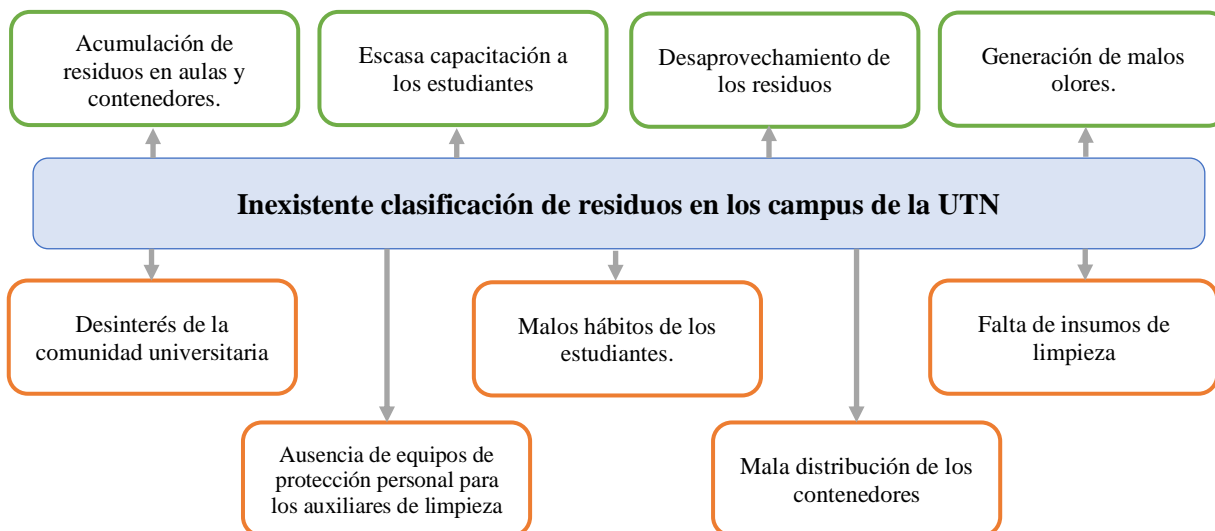 Acumulación de
residuos en aulas y
contenedores.
Escasa capacitación a
los estudiantes
Desaprovechamiento de
los residuos
Generación de malos
olores.
Inexistente clasificación de residuos en los campus de la UTN
Desinterés de la
comunidad universitaria
Malos hábitos de los
estudiantes.
Falta de insumos de
limpieza
Ausencia de equipos de
protección personal para
los auxiliares de limpieza
Mala distribución de los
contenedores